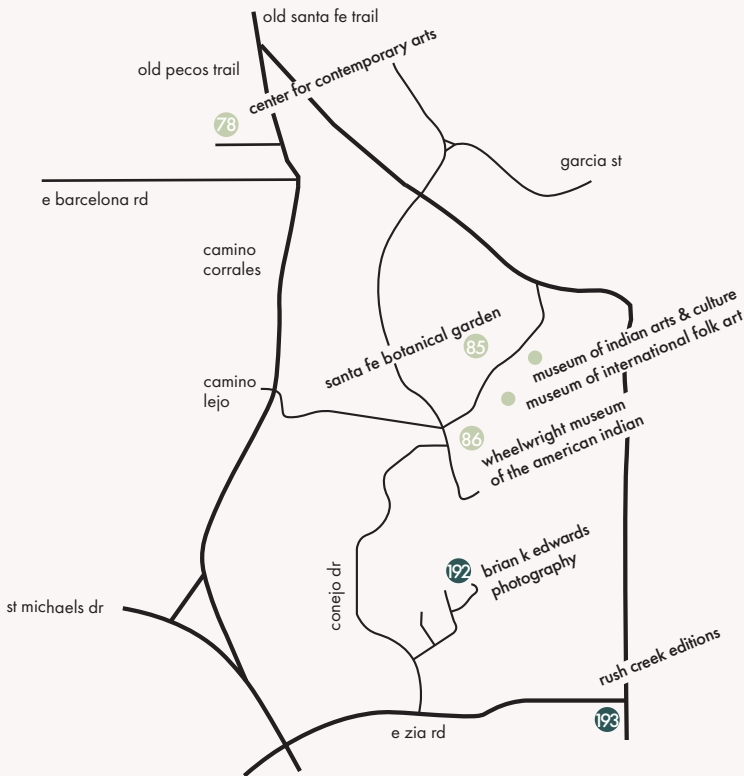 old santa fe trail
old pecos trail
center for contemporary arts
78
garcia st
e barcelona rd
camino
corrales
santa fe botanical garden
85
museum of indian arts & culture
museum of international folk art
camino
lejo
86
wheelwright museum
of the american indian
192
brian k edwards
photography
conejo dr
st michaels dr
rush creek editions
193
e zia rd